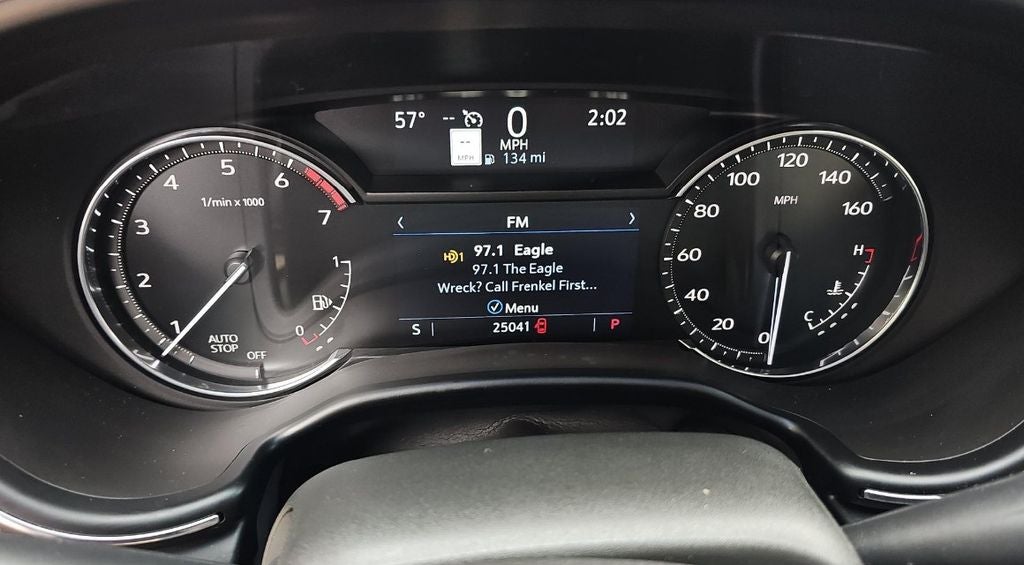 57° -- 0 2:02
-- MPH
MPH
134 mi
5
4 6
1/min x 1000
3 7
2
1
1
0
AUTO
STOP
OFF
‹ FM ›
HD1 97.1 Eagle
97.1 The Eagle
Wreck? Call Frenkel First...
Menu
S 25041 P
120
100 140
MPH
80 160
60
40
20
0
H
C